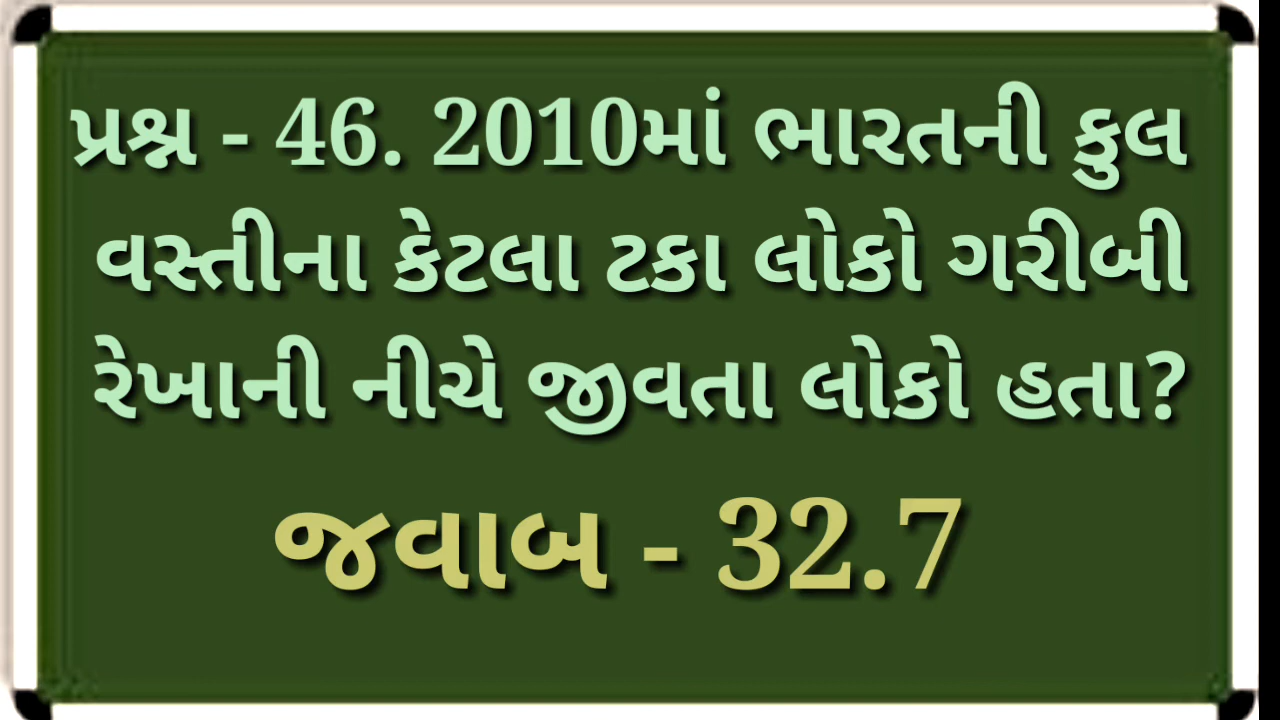 પ્રશ્ન - 46. 2010માં ભારતની કુલ
વસ્તીના કેટલા ટકા લોકો ગરીબી
રેખાની નીચે જીવતા લોકો હતા?
જવાબ - 32.7